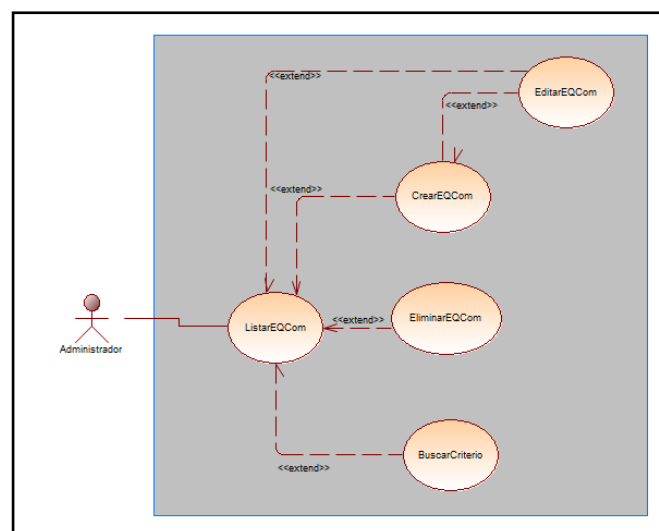 <<extend>>
EditarEQCom
<<extend>>
<<extend>>
CrearEQCom
Administrador
ListarEQCom
<<extend>>
EliminarEQCom
<<extend>>
BuscarCriterio